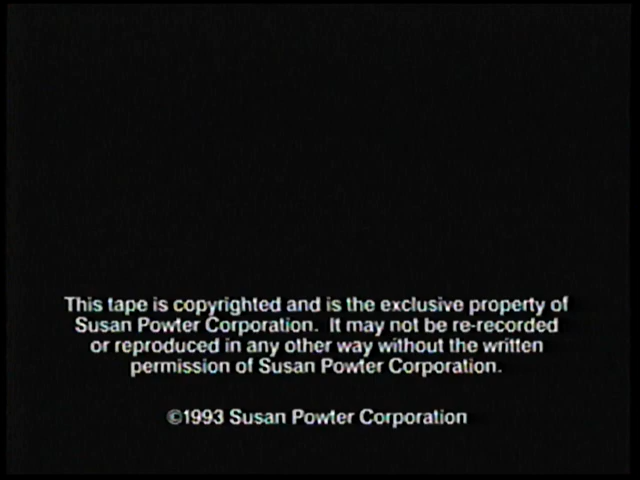 This tape is copyrighted and is the exclusive property of
Susan Powter Corporation.  It may not be re-recorded
or reproduced in any other way without the written
permission of Susan Powter Corporation.
©1993 Susan Powter Corporation